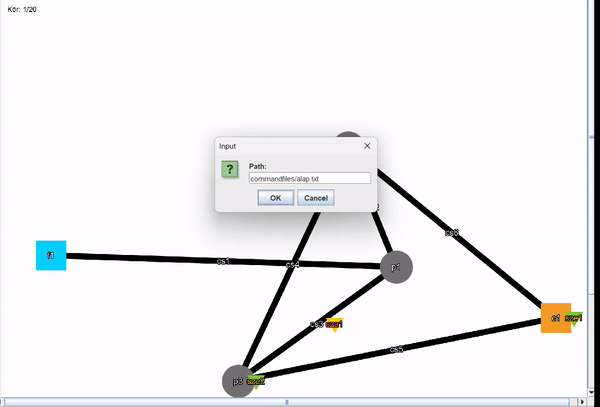 Kör: 1/20
Input
?
Path:
commandfiles/alap.txt
OK
Cancel
cs6
f1
cs1
cs4
p1
cs3
c1
cs5
p3